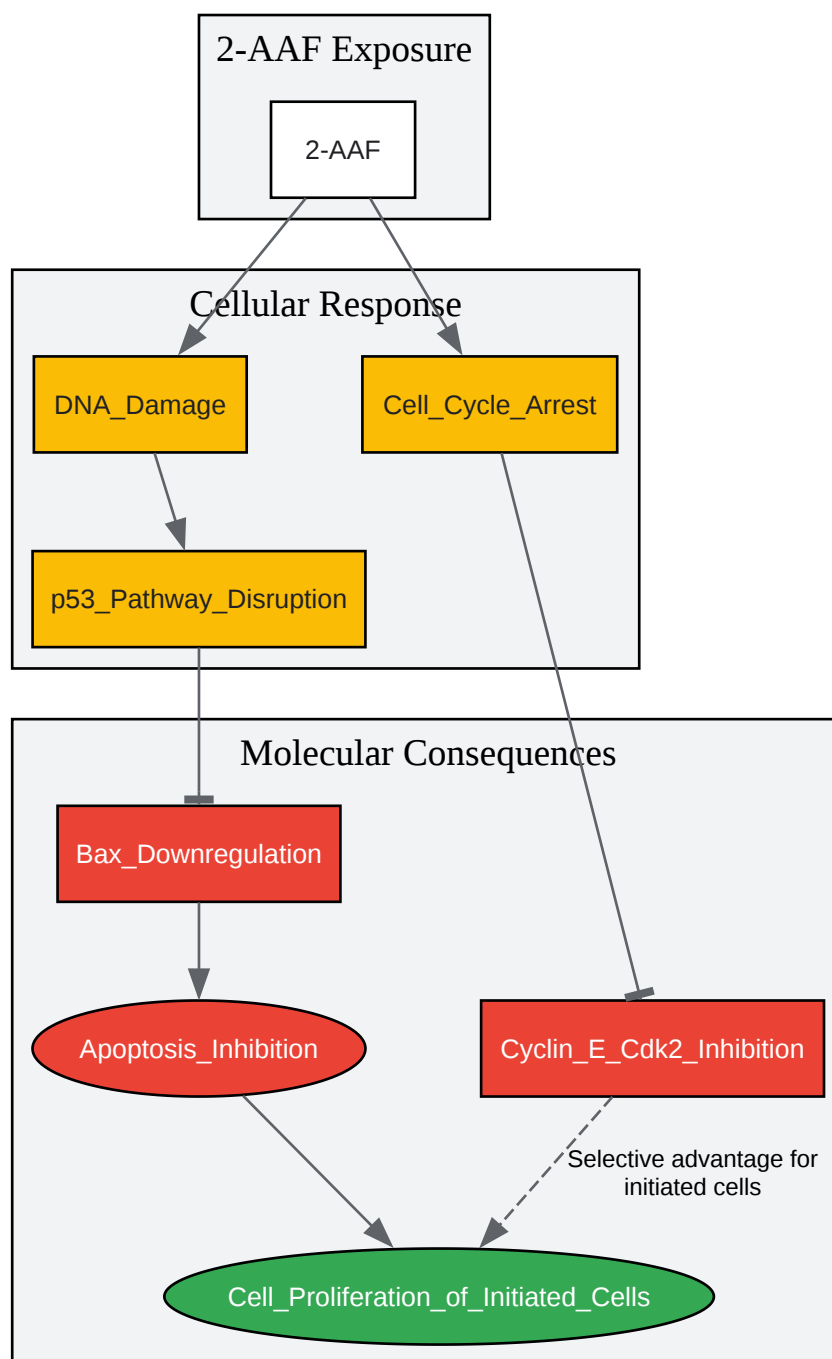 2-AAF Exposure
2-AAF
Cellular Response
DNA_Damage
Cell_Cycle_Arrest
p53_Pathway_Disruption
Molecular Consequences
Bax_Downregulation
Apoptosis_Inhibition
Cyclin_E_Cdk2_Inhibition
Selective advantage for
initiated cells
Cell_Proliferation_of_Initiated_Cells